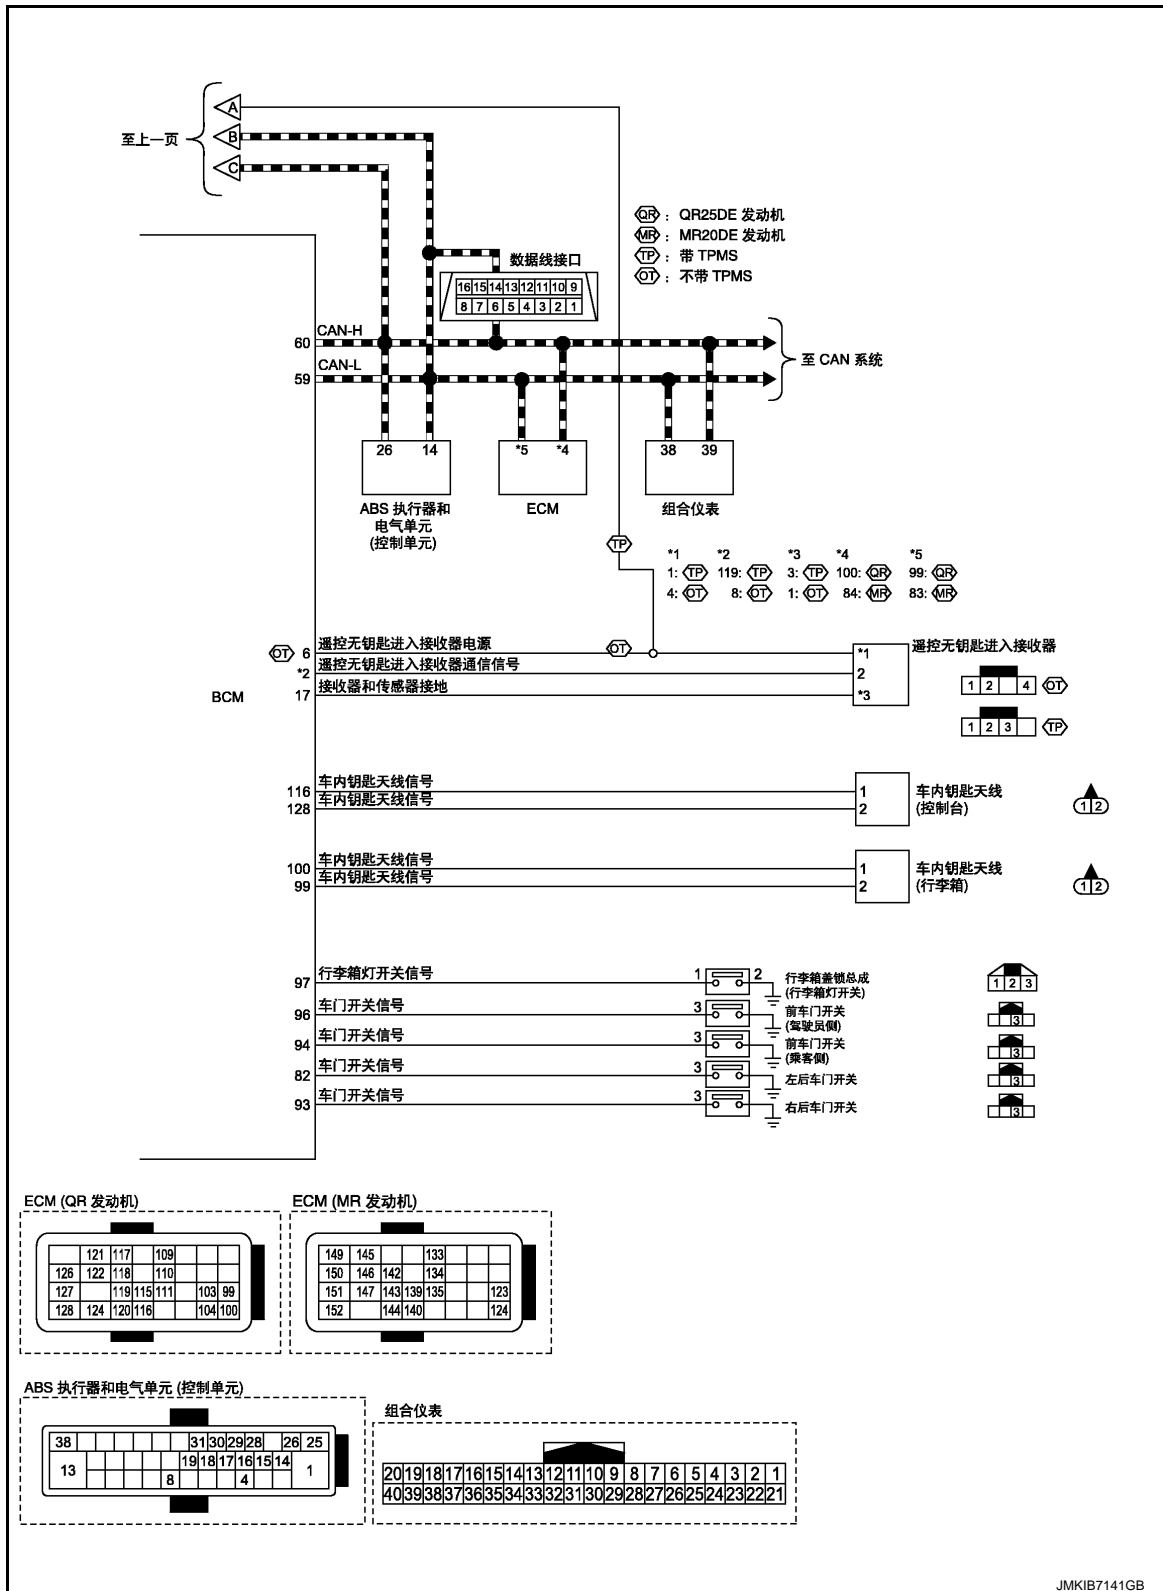 A
至上一页
B
C
QR : QR25DE 发动机
MR : MR20DE 发动机
TP : 带 TPMS
OT : 不带 TPMS
数据线接口
16 15 14 13 12 11 10 9
8 7 6 5 4 3 2 1
60 CAN-H
59 CAN-L
至 CAN 系统
26 14 *5 *4 38 39
ABS 执行器和
电气单元
(控制单元)
ECM
组合仪表
TP
*1 *2 *3 *4 *5
1: TP 119: TP 3: TP 100: QR 99: QR
4: OT 8: OT 1: OT 84: MR 83: MR
OT 6 遥控无钥匙进入接收器电源 OT *1 遥控无钥匙进入接收器
*2 遥控无钥匙进入接收器通信信号 2
17 接收器和传感器接地 *3
BCM
1 2 4 OT
1 2 3 TP
116 车内钥匙天线信号 1 车内钥匙天线
128 车内钥匙天线信号 2 (控制台)
1 2
100 车内钥匙天线信号 1 车内钥匙天线
99 车内钥匙天线信号 2 (行李箱)
1 2
97 行李箱灯开关信号 1 2 行李箱盖锁总成
(行李箱灯开关)
1 2 3
96 车门开关信号 3 前车门开关
(驾驶员侧)
3
94 车门开关信号 3 前车门开关
(乘客侧)
3
82 车门开关信号 3 左后车门开关
3
93 车门开关信号 3 右后车门开关
3
ECM (QR 发动机)
121 117 109
126 122 118 110
127 119 115 111 103 99
128 124 120 116 104 100
ECM (MR 发动机)
149 145 133
150 146 142 134
151 147 143 139 135 123
152 144 140 124
ABS 执行器和电气单元 (控制单元)
38 31 30 29 28 26 25
13 19 18 17 16 15 14 1
8 4
组合仪表
20 19 18 17 16 15 14 13 12 11 10 9 8 7 6 5 4 3 2 1
40 39 38 37 36 35 34 33 32 31 30 29 28 27 26 25 24 23 22 21
JMKIB7141GB